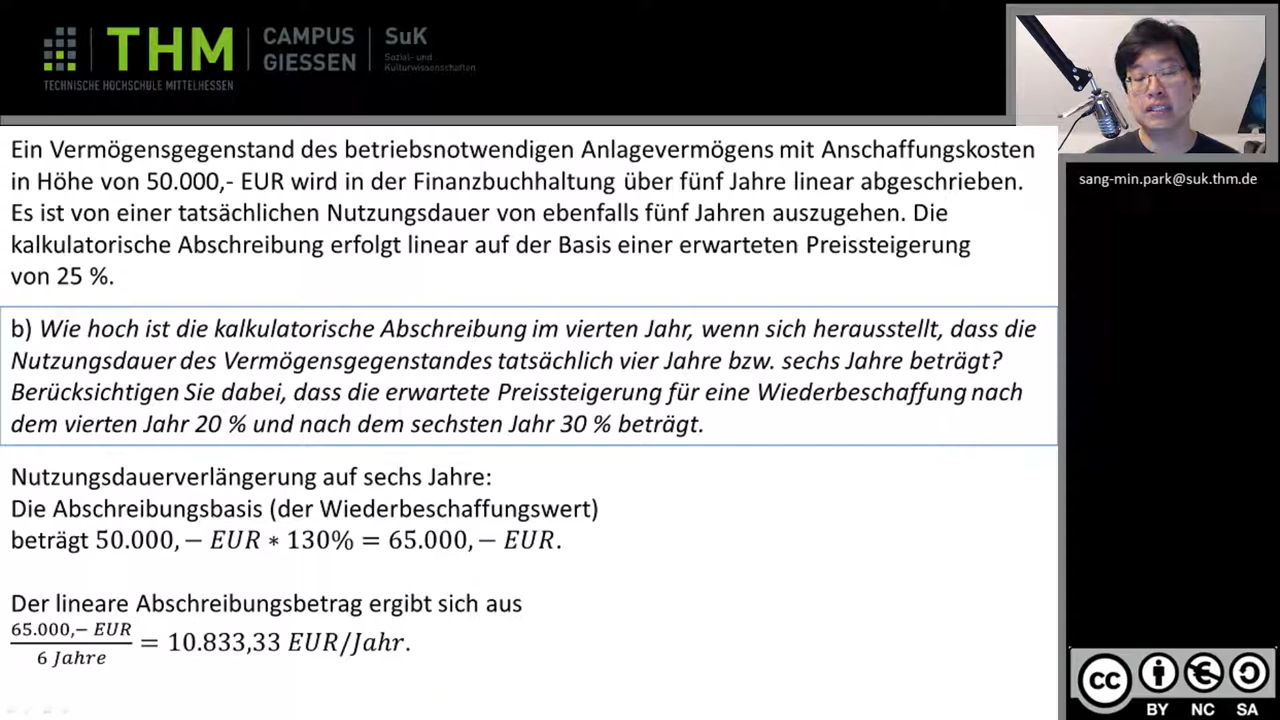 THM
CAMPUS
GIESSEN
SuK
Sozial- und
Kulturwissenschaften
TECHNISCHE HOCHSCHULE MITTELHESSEN
sang-min.park@suk.thm.de
Ein Vermögensgegenstand des betriebsnotwendigen Anlagevermögens mit Anschaffungskosten
in Höhe von 50.000,- EUR wird in der Finanzbuchhaltung über fünf Jahre linear abgeschrieben.
Es ist von einer tatsächlichen Nutzungsdauer von ebenfalls fünf Jahren auszugehen. Die
kalkulatorische Abschreibung erfolgt linear auf der Basis einer erwarteten Preissteigerung
von 25 %.
b) Wie hoch ist die kalkulatorische Abschreibung im vierten Jahr, wenn sich herausstellt, dass die
Nutzungsdauer des Vermögensgegenstandes tatsächlich vier Jahre bzw. sechs Jahre beträgt?
Berücksichtigen Sie dabei, dass die erwartete Preissteigerung für eine Wiederbeschaffung nach
dem vierten Jahr 20 % und nach dem sechsten Jahr 30 % beträgt.
Nutzungsdauerverlängerung auf sechs Jahre:
Die Abschreibungsbasis (der Wiederbeschaffungswert)
beträgt 50.000,− EUR ∗ 130% = 65.000,− EUR.
Der lineare Abschreibungsbetrag ergibt sich aus
65.000,− EUR
6 Jahre
= 10.833,33 EUR/Jahr.
CC
BY NC SA